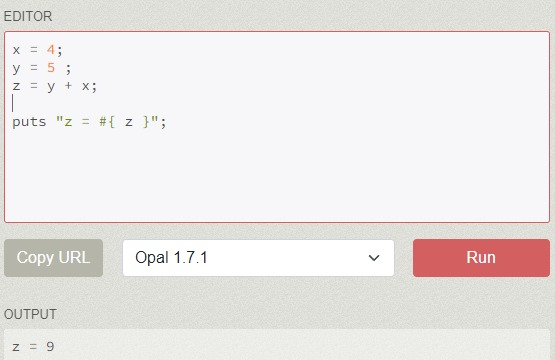 EDITOR
x = 4;
y = 5 ;
z = y + x;
puts "z = #{ z }";
Copy URL
Opal 1.7.1
Run
OUTPUT
z = 9